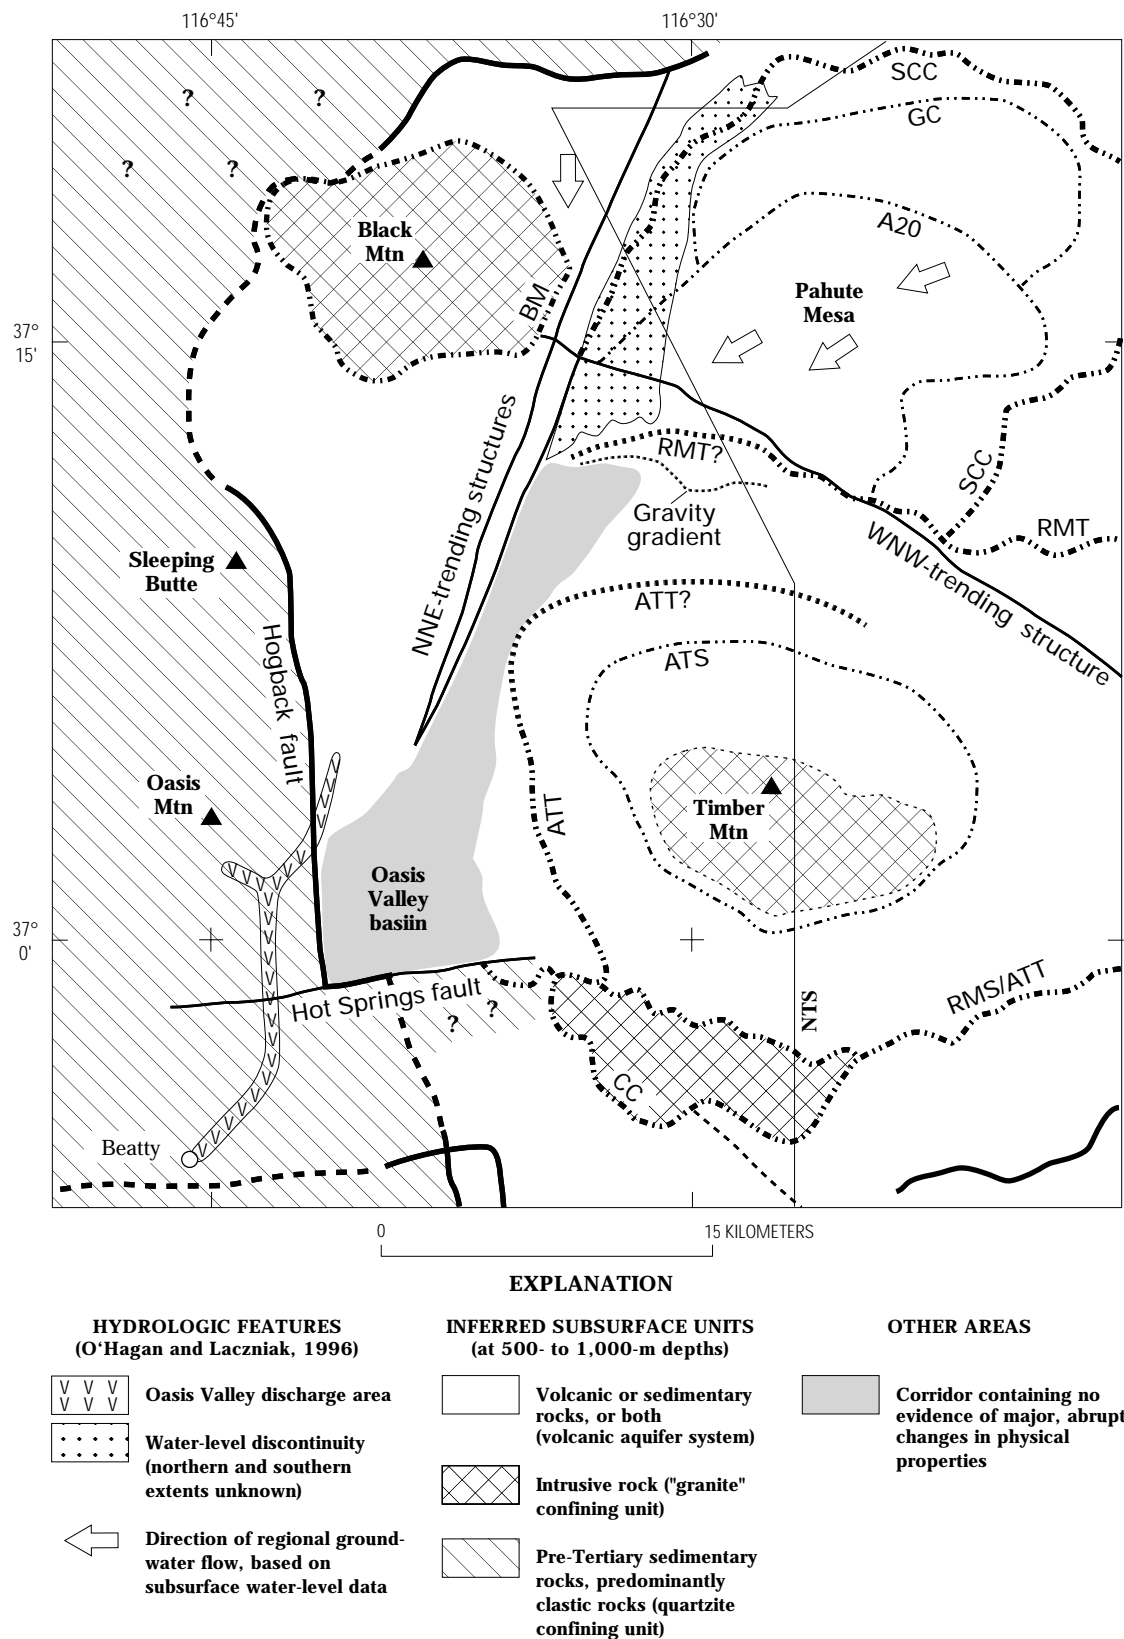 116°45'
116°30'
SCC
GC
?
?
?
?
A20
Black
Mtn
Pahute
Mesa
BM
37°
15'
NNE-trending structures
RMT?
SCC
Gravity
gradient
RMT
WNW-trending structure
Sleeping
Butte
ATT?
ATS
Hogback fault
Oasis
Mtn
ATT
Timber
Mtn
Oasis
Valley
basiin
37°
0'
Hot Springs fault
?
?
NTS
RMS/ATT
CC
Beatty
0
15 KILOMETERS
EXPLANATION
HYDROLOGIC FEATURES
(O‘Hagan and Laczniak, 1996)
Oasis Valley discharge area
Water-level discontinuity
(northern and southern
extents unknown)
Direction of regional ground-
water flow, based on
subsurface water-level data
INFERRED SUBSURFACE UNITS
(at 500- to 1,000-m depths)
Volcanic or sedimentary
rocks, or both
(volcanic aquifer system)
Intrusive rock ("granite"
confining unit)
Pre-Tertiary sedimentary
rocks, predominantly
clastic rocks (quartzite
confining unit)
OTHER AREAS
Corridor containing no
evidence of major, abrupt
changes in physical
properties